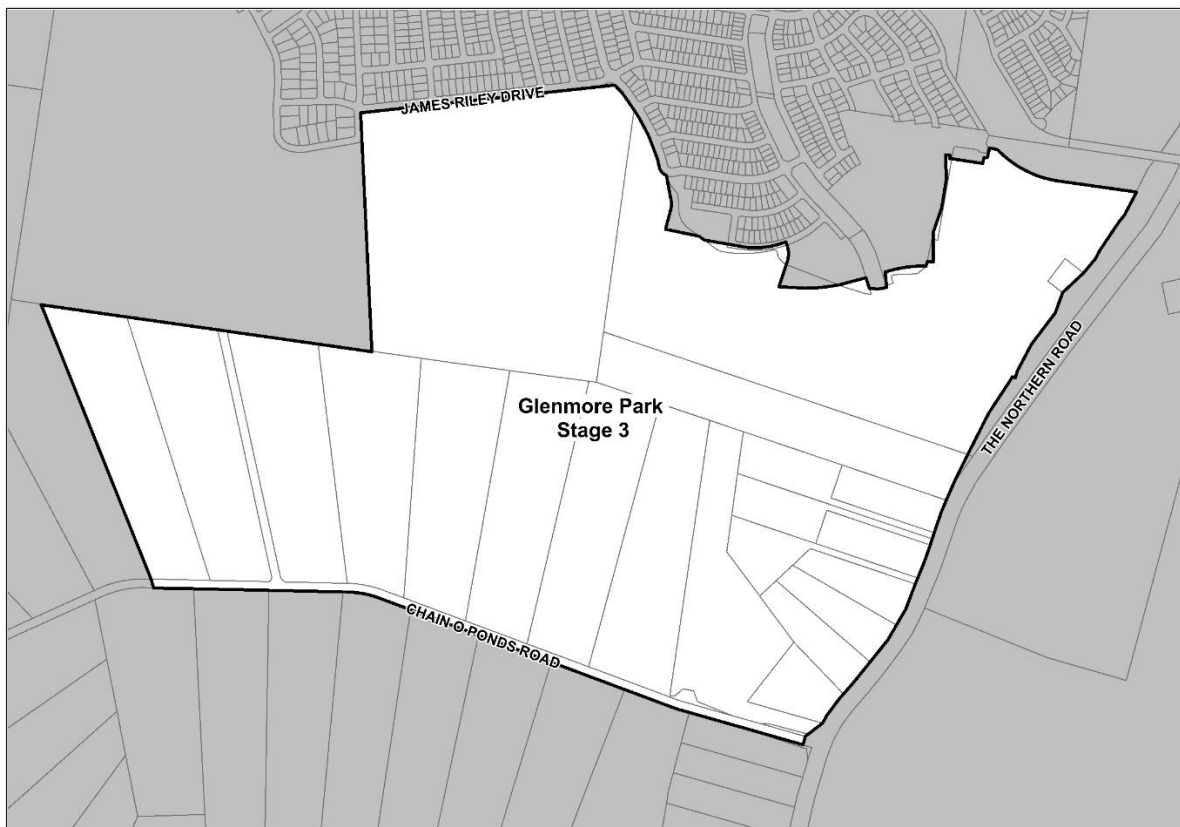 JAMES RILEY DRIVE
THE NORTHERN ROAD
Glenmore Park
Stage 3
CHAIN O PONDS ROAD